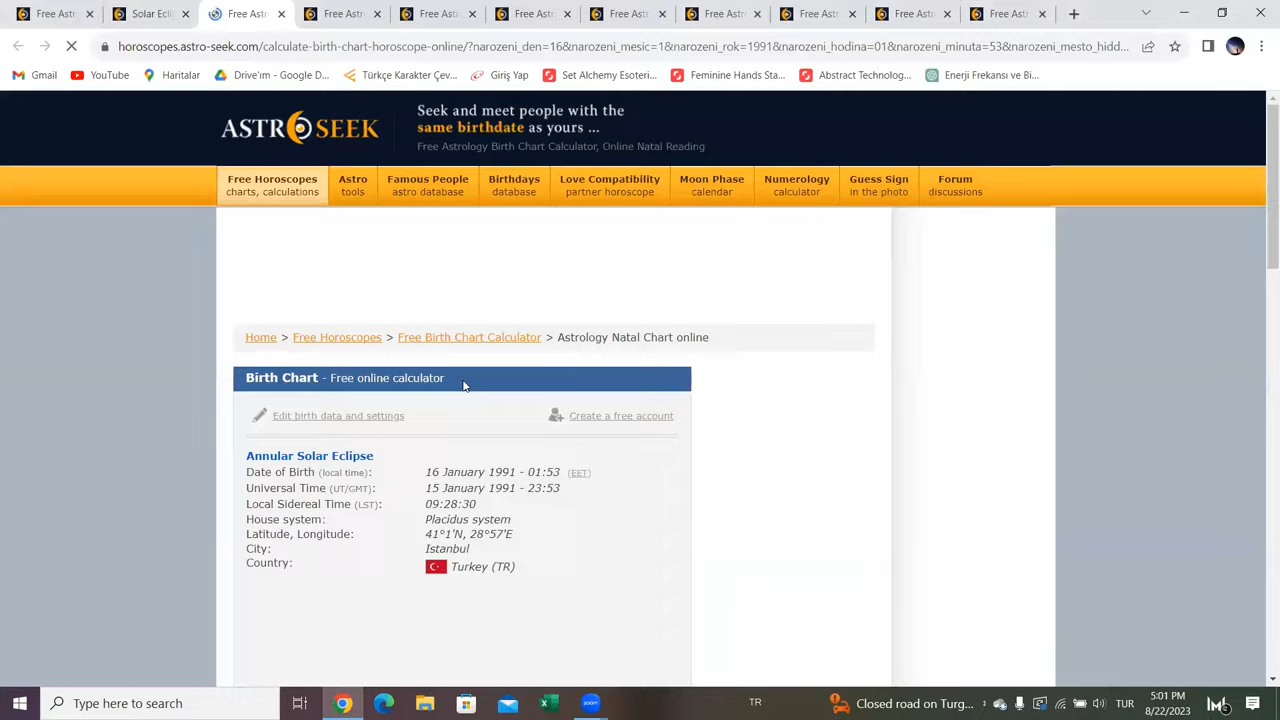 Free Astr
Solar Ecli
Free Astr
Free Astr
Free Astr
Free Astr
Free Astr
Free Astr
Free Astr
Free Astr
Free Astr
horoscopes.astro-seek.com/calculate-birth-chart-horoscope-online/?narozeni_den=16&narozeni_mesic=1&narozeni_rok=1991&narozeni_hodina=01&narozeni_minuta=53&narozeni_mesto_hidd...
Gmail
YouTube
Haritalar
Drive'ım - Google D...
Türkçe Karakter Çev...
Giriş Yap
Set Alchemy Esoteri...
Feminine Hands Sta...
Abstract Technolog...
Enerji Frekansı ve Bi...
ASTRO SEEK
Seek and meet people with the
same birthdate as yours ...
Free Astrology Birth Chart Calculator, Online Natal Reading
Free Horoscopes
charts, calculations
Astro
tools
Famous People
astro database
Birthdays
database
Love Compatibility
partner horoscope
Moon Phase
calendar
Numerology
calculator
Guess Sign
in the photo
Forum
discussions
Home > Free Horoscopes > Free Birth Chart Calculator > Astrology Natal Chart online
Birth Chart - Free online calculator
Edit birth data and settings
Create a free account
Annular Solar Eclipse
Date of Birth (local time): 16 January 1991 - 01:53 (EET)
Universal Time (UT/GMT): 15 January 1991 - 23:53
Local Sidereal Time (LST): 09:28:30
House system: Placidus system
Latitude, Longitude: 41°1'N, 28°57'E
City: Istanbul
Country: Turkey (TR)
Type here to search
zoom
TR
Closed road on Turg...
TUR
5:01 PM
8/22/2023